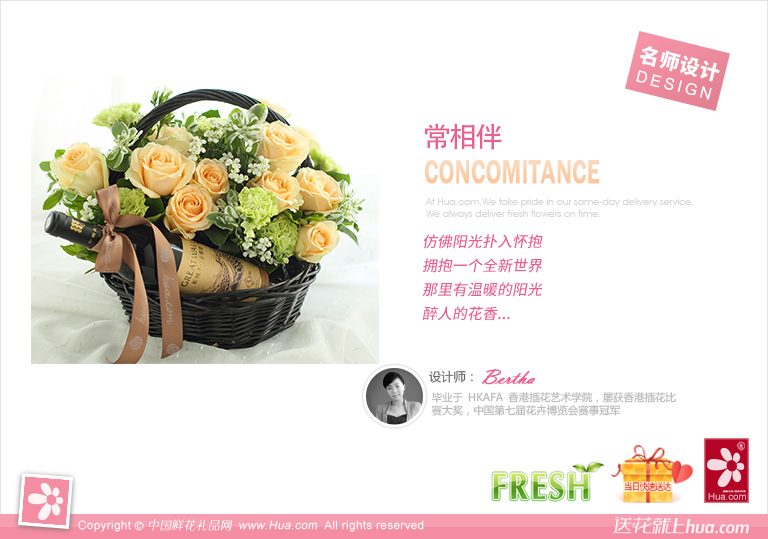 名师设计
DESIGN
常相伴
CONCOMITANCE
At Hua.com,We take pride in our same-day dellvery service.
We always deliver fresh flowers on time.
仿佛阳光扑入怀抱
拥抱一个全新世界
那里有温暖的阳光
醉人的花香...
GREATWALL
Hua.com
设计师： Bertha
毕业于 HKAFA 香港插花艺术学院，屡获香港插花比
赛大奖，中国第七届花卉博览会赛事冠军
FRESH
当日快速送达
Hua.com
Copyright © 中国鲜花礼品网 www.Hua.com All rights reserved
送花就上hua.com